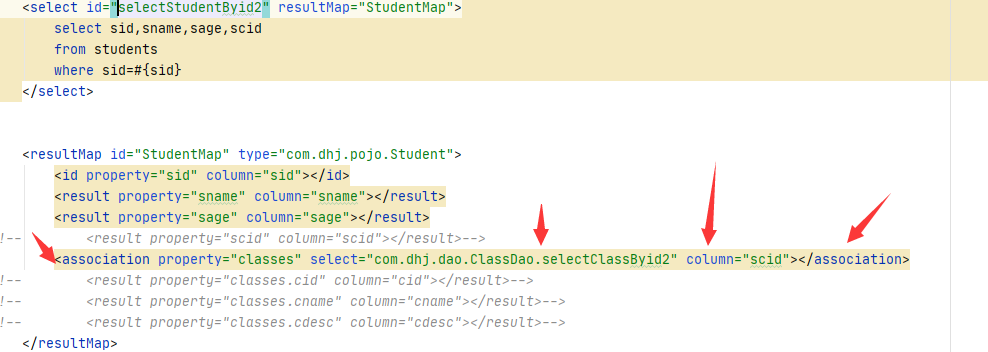 <select id="selectStudentByid2" resultMap="StudentMap">
select sid,sname,sage,scid
from students
where sid=#{sid}
</select>
<resultMap id="StudentMap" type="com.dhj.pojo.Student">
<id property="sid" column="sid"></id>
<result property="sname" column="sname"></result>
<result property="sage" column="sage"></result>
!-- <result property="scid" column="scid"></result>-->
<association property="classes" select="com.dhj.dao.ClassDao.selectClassByid2" column="scid"></association>
!-- <result property="classes.cid" column="cid"></result>-->
!-- <result property="classes.cname" column="cname"></result>-->
!-- <result property="classes.cdesc" column="cdesc"></result>-->
</resultMap>